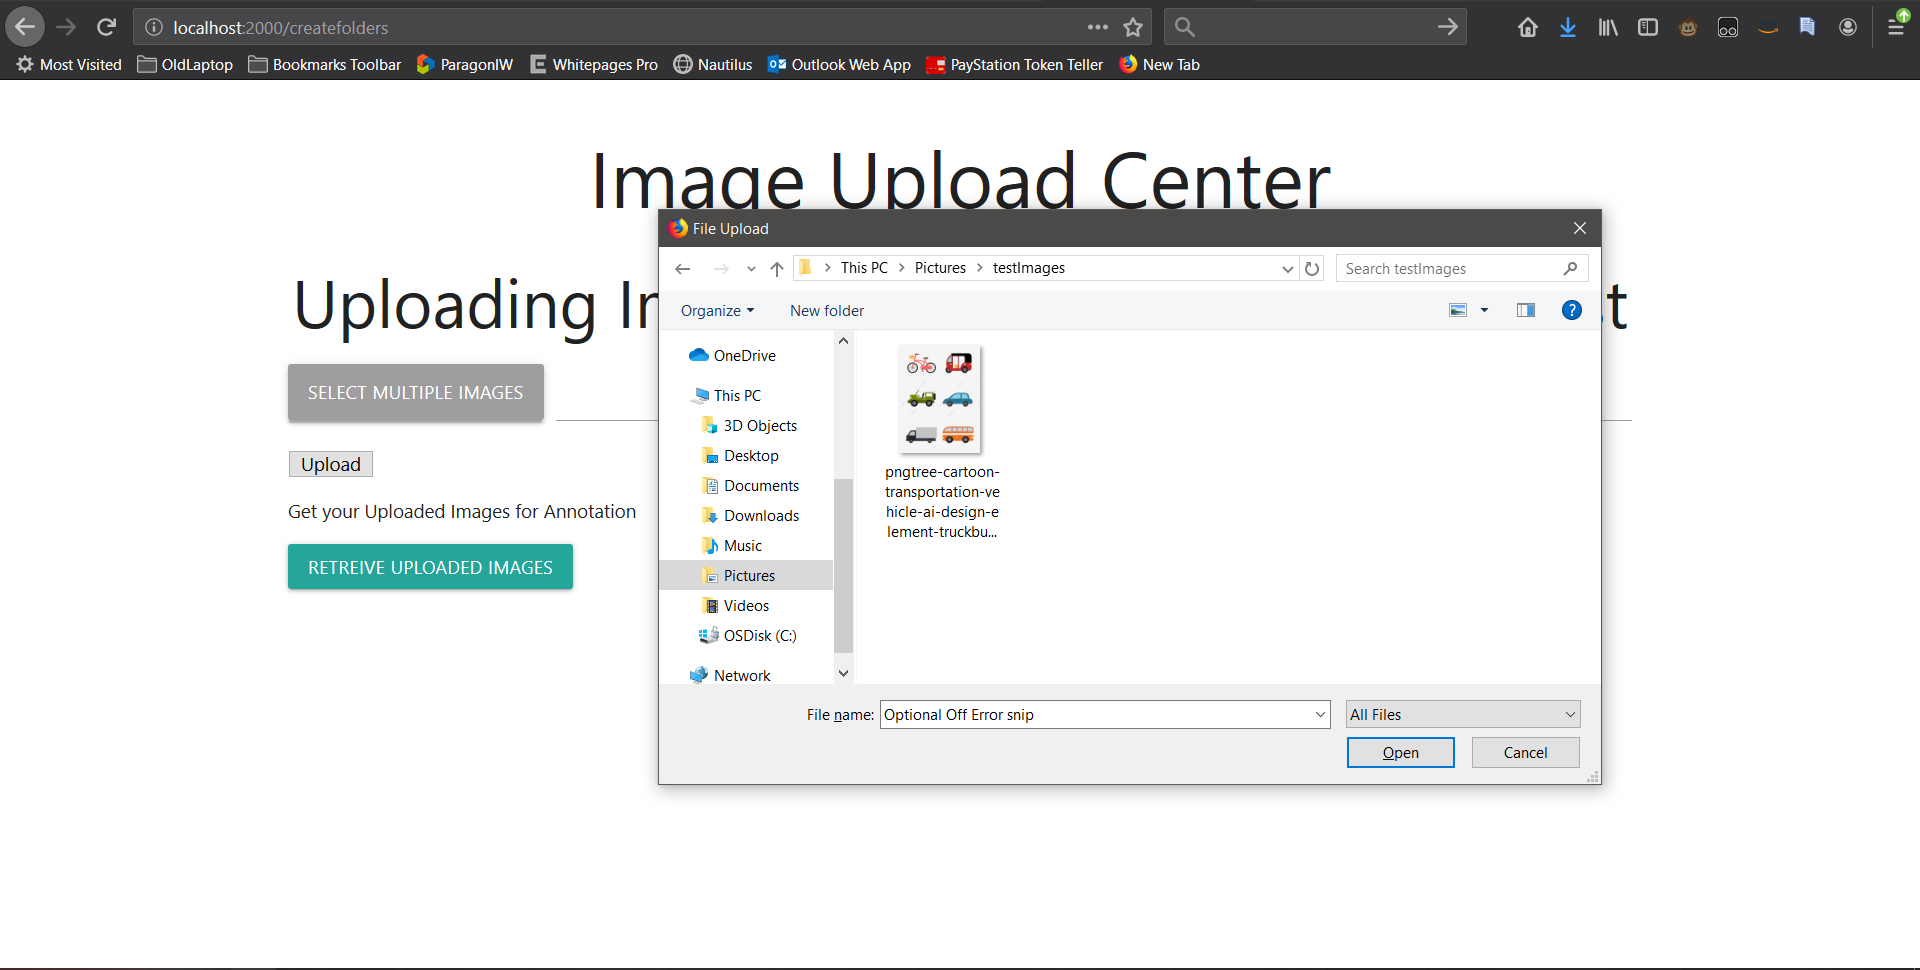 localhost:2000/createfolders
Most Visited OldLaptop Bookmarks Toolbar ParagonIW Whitepages Pro Nautilus Outlook Web App PayStation Token Teller New Tab
Image Upload Center
File Upload
This PC > Pictures > testImages
Search testImages
Uploading
t
Organize New folder
OneDrive
This PC
3D Objects
Desktop
Documents
Downloads
Music
Pictures
Videos
OSDisk (C:)
Network
pngtree-cartoon-
transportation-ve
hicle-ai-design-e
lement-truckbu...
File name: Optional Off Error snip
All Files
Open Cancel
SELECT MULTIPLE IMAGES
Upload
Get your Uploaded Images for Annotation
RETREIVE UPLOADED IMAGES